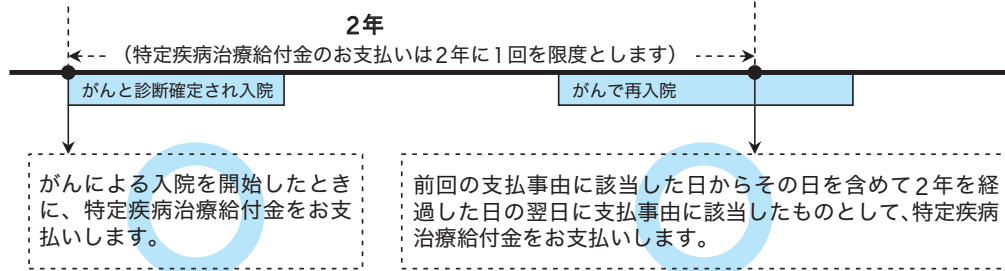 2年
（特定疾病治療給付金のお支払いは2年に1回を限度とします）
がんと診断確定され入院
がんで再入院
がんによる入院を開始したとき
に、特定疾病治療給付金をお支
払いします。
前回の支払事由に該当した日からその日を含めて2年を経
過した日の翌日に支払事由に該当したものとして、特定疾病
治療給付金をお支払いします。